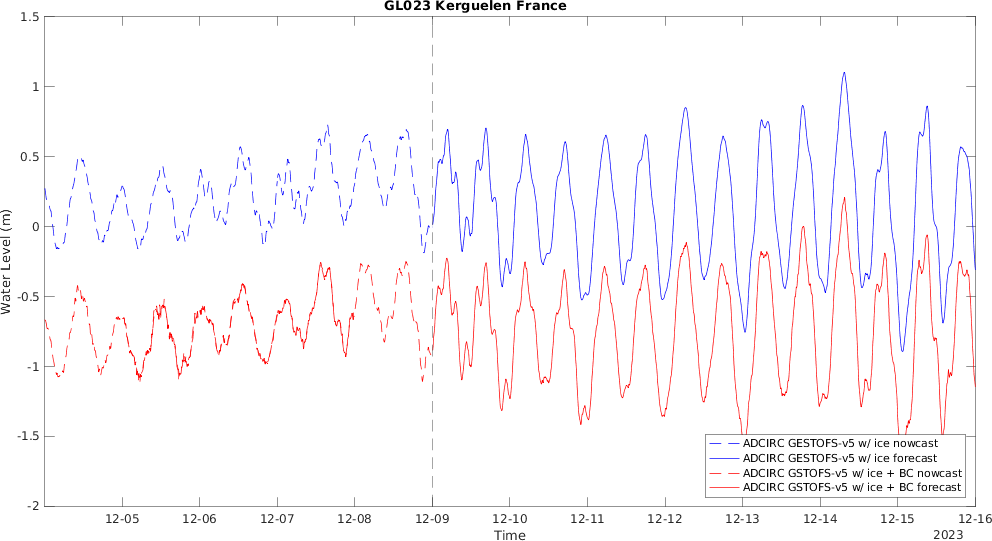 GL023 Kerguelen France
1.5
1
0.5
0
-0.5
-1
-1.5
-2
Water Level (m)
ADCIRC GESTOFS-v5 w/ ice nowcast
ADCIRC GESTOFS-v5 w/ ice forecast
ADCIRC GSTOFS-v5 w/ ice + BC nowcast
ADCIRC GSTOFS-v5 w/ ice + BC forecast
12-05 12-06 12-07 12-08 12-09 12-10 12-11 12-12 12-13 12-14 12-15 12-16
Time
2023